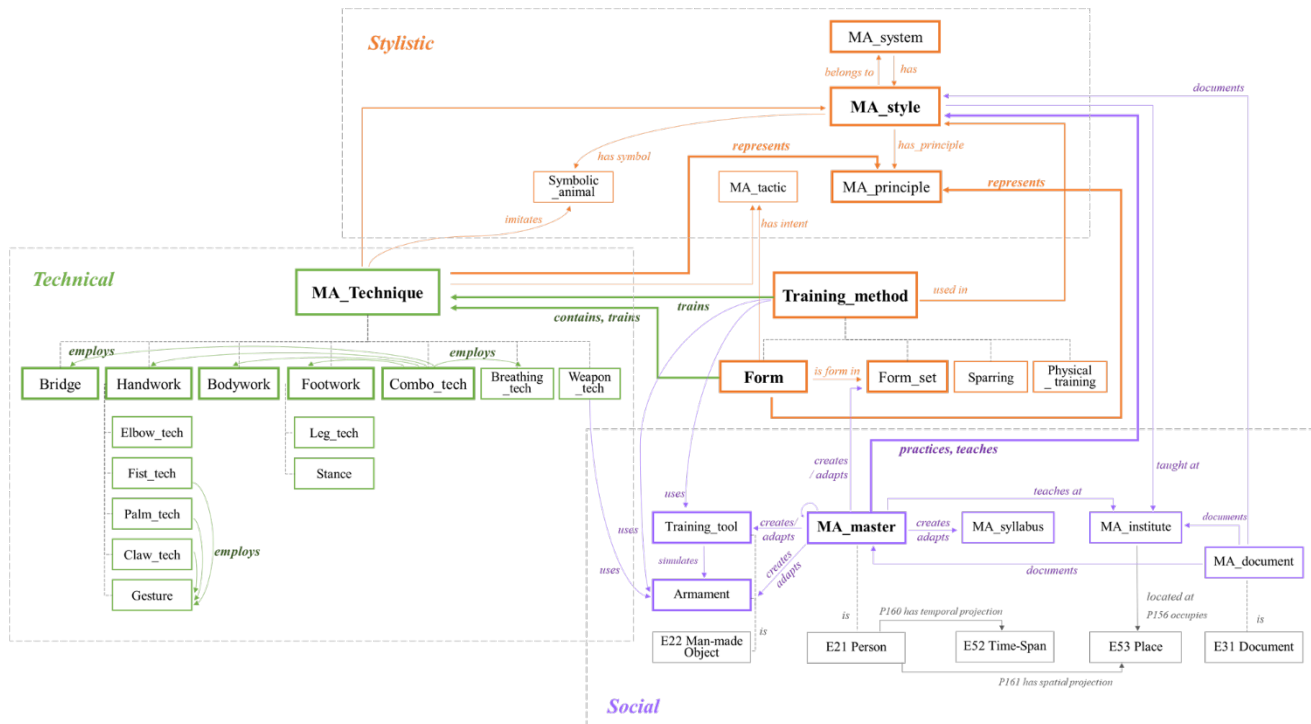 Stylistic
MA_system
belongs to
has
MA_style
documents
has symbol
represents
has_principle
Symbolic
_animal
MA_tactic
MA_principle
represents
imitates
has intent
Technical
MA_Technique
trains
Training_method
used in
contains, trains
employs
employs
Bridge
Handwork
Bodywork
Footwork
Combo_tech
Breathing
_tech
Weapon
_tech
Form
is form in
Form_set
Sparring
Physical
_training
Elbow_tech
Leg_tech
Fist_tech
Stance
Palm_tech
Claw_tech
Gesture
employs
practices, teaches
creates
/ adapts
taught at
uses
teaches at
uses
Training_tool
creates
adapts
MA_master
creates
adapts
MA_syllabus
MA_institute
documents
uses
simulates
creates
adapts
documents
MA_document
Armament
located at
P156 occupies
is
is
P160 has temporal projection
is
E22 Man-made
Object
E21 Person
E52 Time-Span
E53 Place
E31 Document
P161 has spatial projection
Social